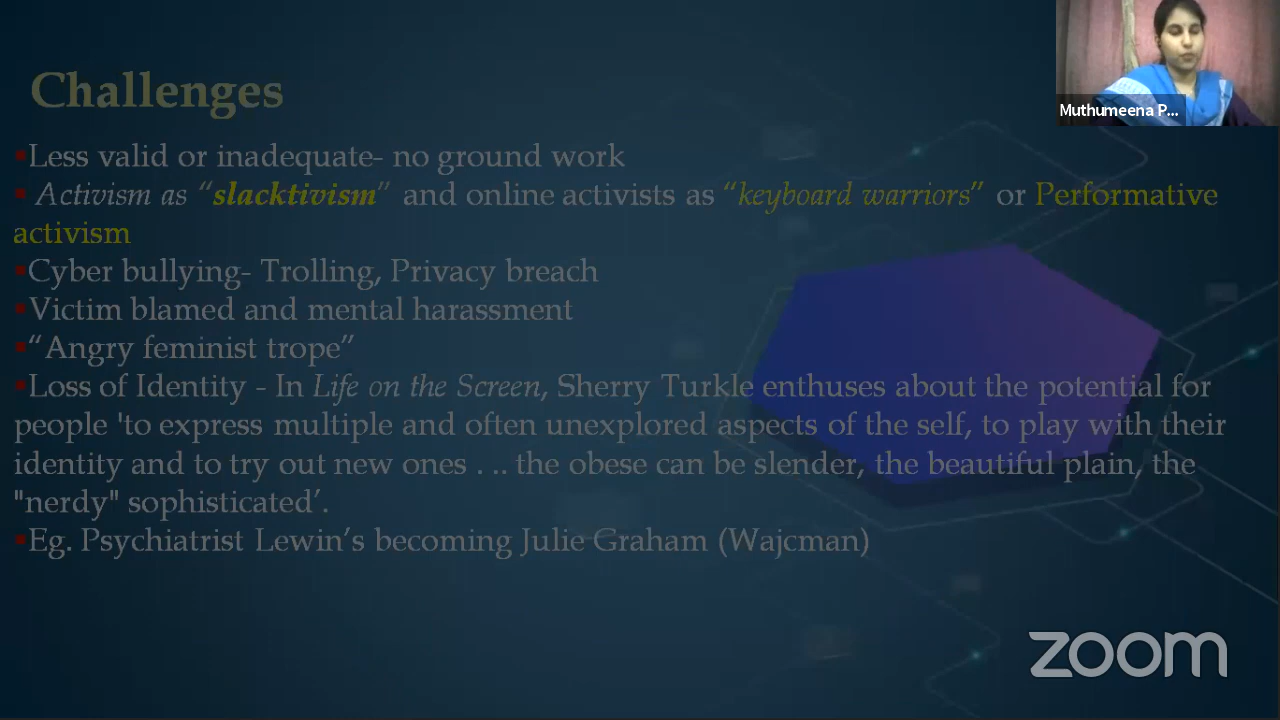 Challenges
Muthumeena P...
▪Less valid or inadequate- no ground work
▪ Activism as “slacktivism” and online activists as “keyboard warriors” or Performative
activism
▪Cyber bullying- Trolling, Privacy breach
▪Victim blamed and mental harassment
▪“Angry feminist trope”
▪Loss of Identity - In Life on the Screen, Sherry Turkle enthuses about the potential for
people 'to express multiple and often unexplored aspects of the self, to play with their
identity and to try out new ones . .. the obese can be slender, the beautiful plain, the
"nerdy" sophisticated’.
▪Eg. Psychiatrist Lewin’s becoming Julie Graham (Wajcman)
zoom